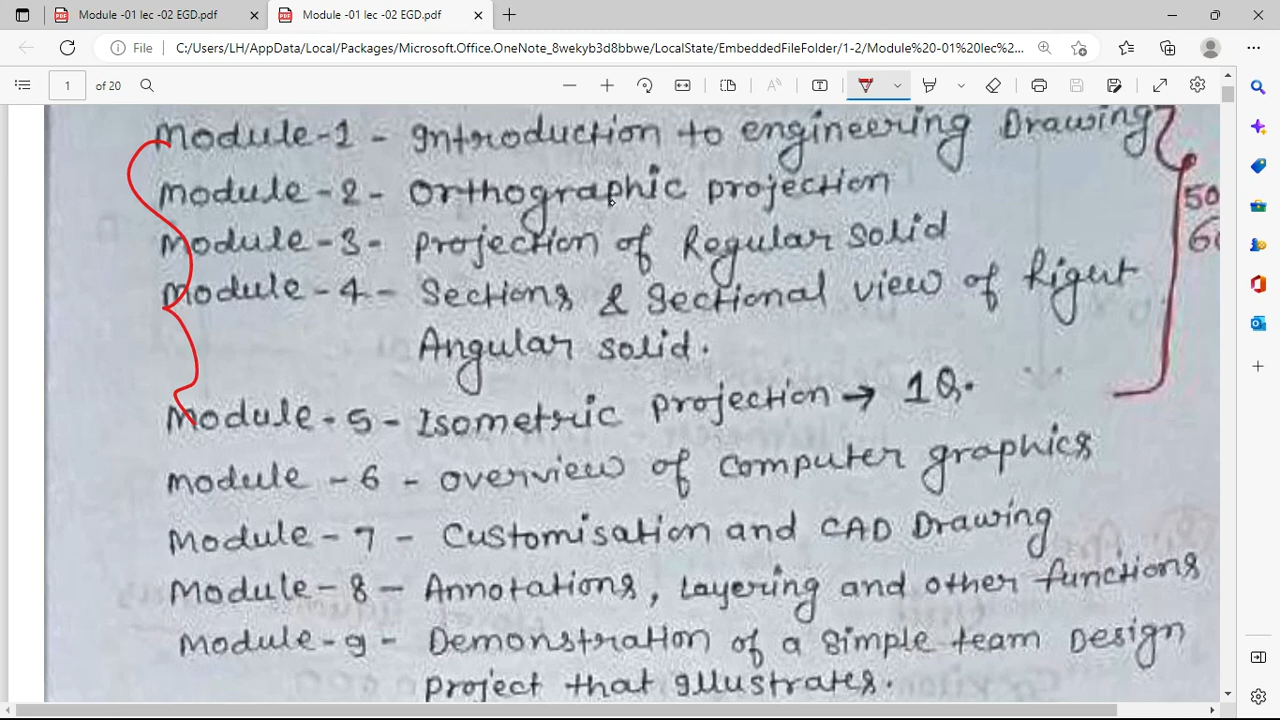 Module -01 lec -02 EGD.pdf
Module -01 lec -02 EGD.pdf
File
C:/Users/LH/AppData/Local/Packages/Microsoft.Office.OneNote_8wekyb3d8bbwe/LocalState/EmbeddedFileFolder/1-2/Module%20-01%20lec%2...
1 of 20
Module-1 - Introduction to engineering Drawing
Module - 2 - Orthographic projection
50
Module - 3 - projection of Regular solid
60
Module - 4 - Sections & Sectional view of Right
Angular solid.
Module - 5 - Isometric projection → 1Q.
Module - 6 - overview of Computer graphics
Module - 7 - Customisation and CAD Drawing
Module - 8 - Annotations, Layering and other functions
Module - 9 - Demonstration of a simple team Design
project that illustrates.